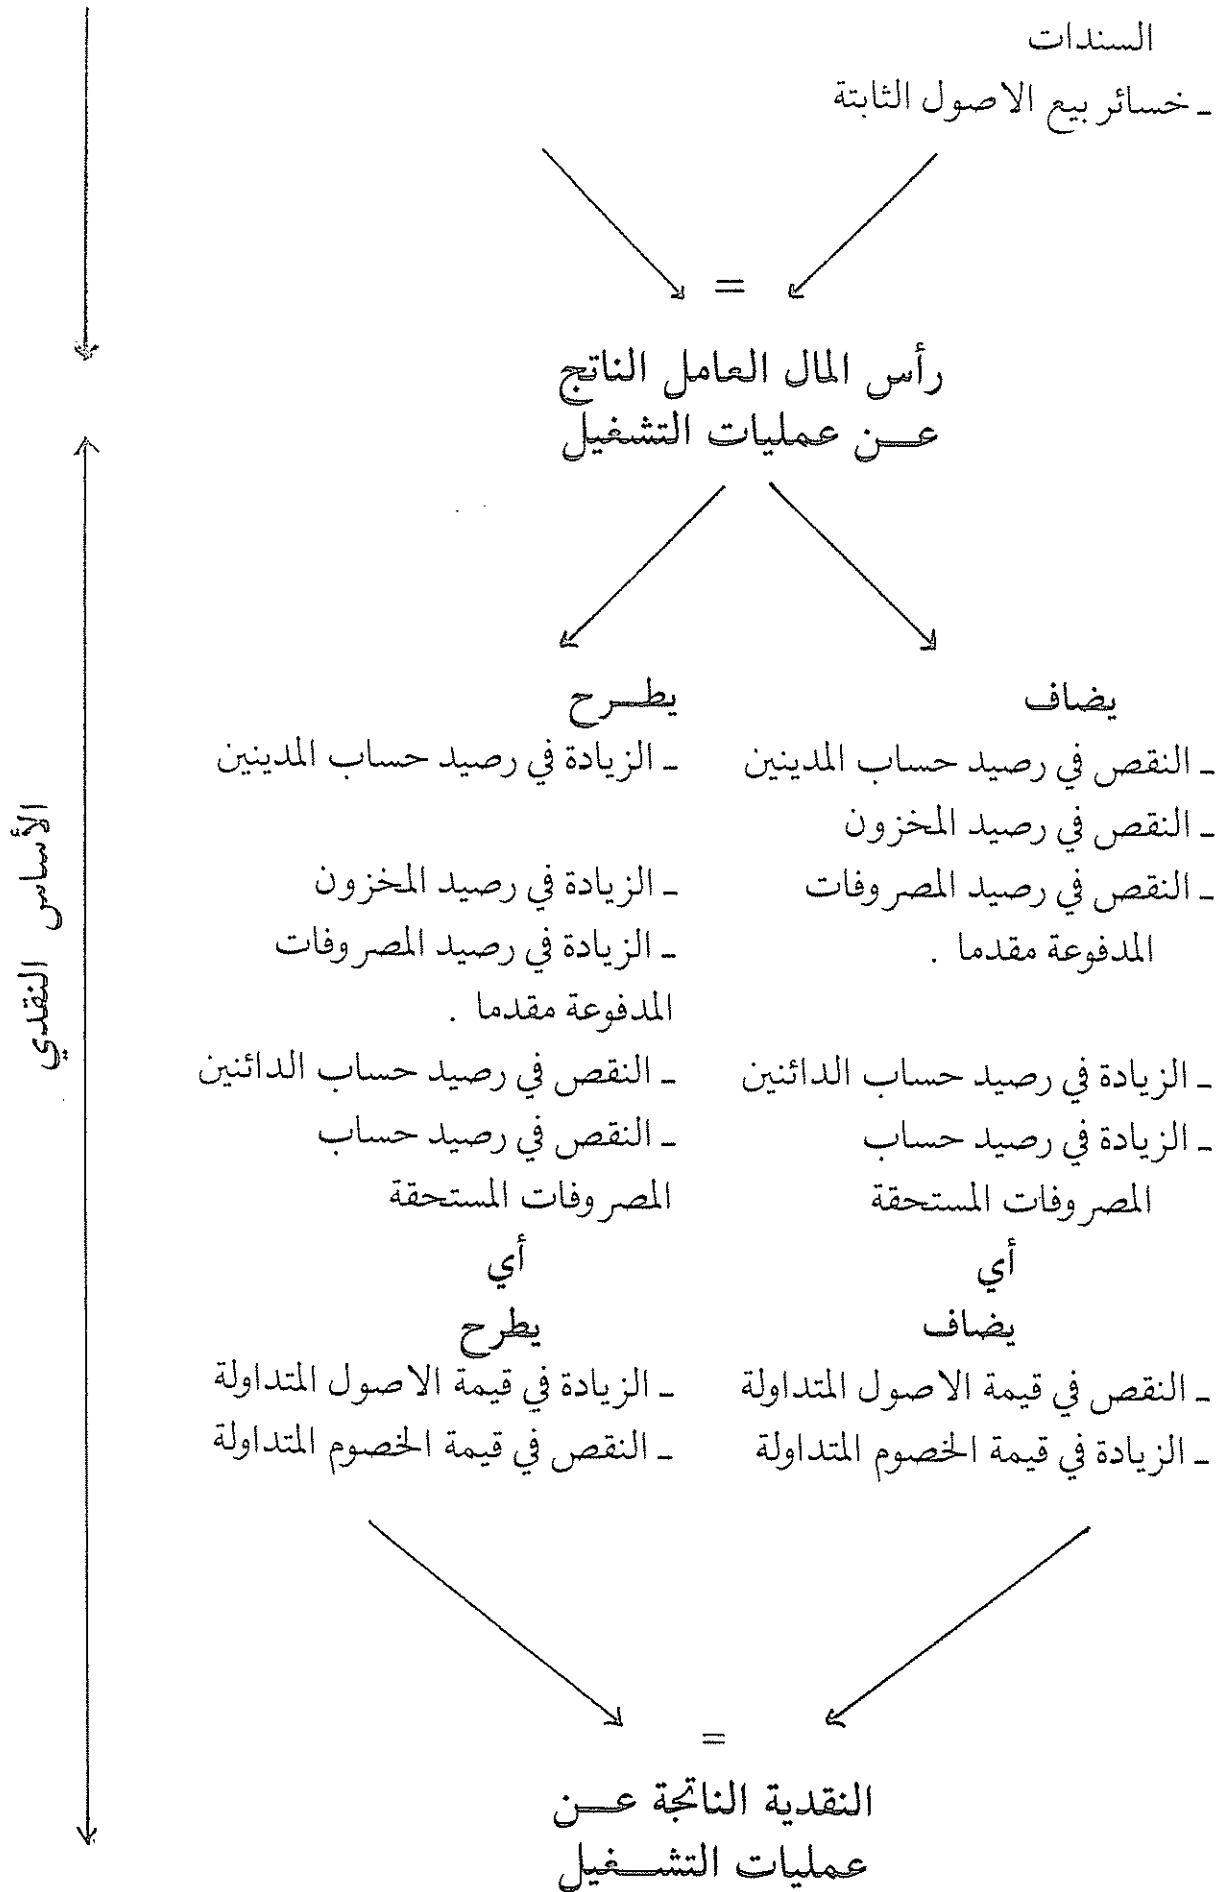 السندات
ـ خسائر بيع الاصول الثابتة
=
رأس المال العامل الناتج
عـــن عمليات التشغيل
يضاف
ـ النقص في رصيد حساب المدينين
ـ النقص في رصيد المخزون
ـ النقص في رصيد المصروفات
المدفوعة مقدما .
ـ الزيادة في رصيد حساب الدائنين
ـ الزيادة في رصيد حساب
المصروفات المستحقة
أي
يضاف
ـ النقص في قيمة الاصول المتداولة
ـ الزيادة في قيمة الخصوم المتداولة
يطـــرح
ـ الزيادة في رصيد حساب المدينين
ـ الزيادة في رصيد المخزون
ـ الزيادة في رصيد المصروفات
المدفوعة مقدما .
ـ النقص في رصيد حساب الدائنين
ـ النقص في رصيد حساب
المصروفات المستحقة
أي
يطرح
ـ الزيادة في قيمة الاصول المتداولة
ـ النقص في قيمة الخصوم المتداولة
=
النقدية الناتجة عـــن
عمليات التشـــغيل
الأساس النقدي